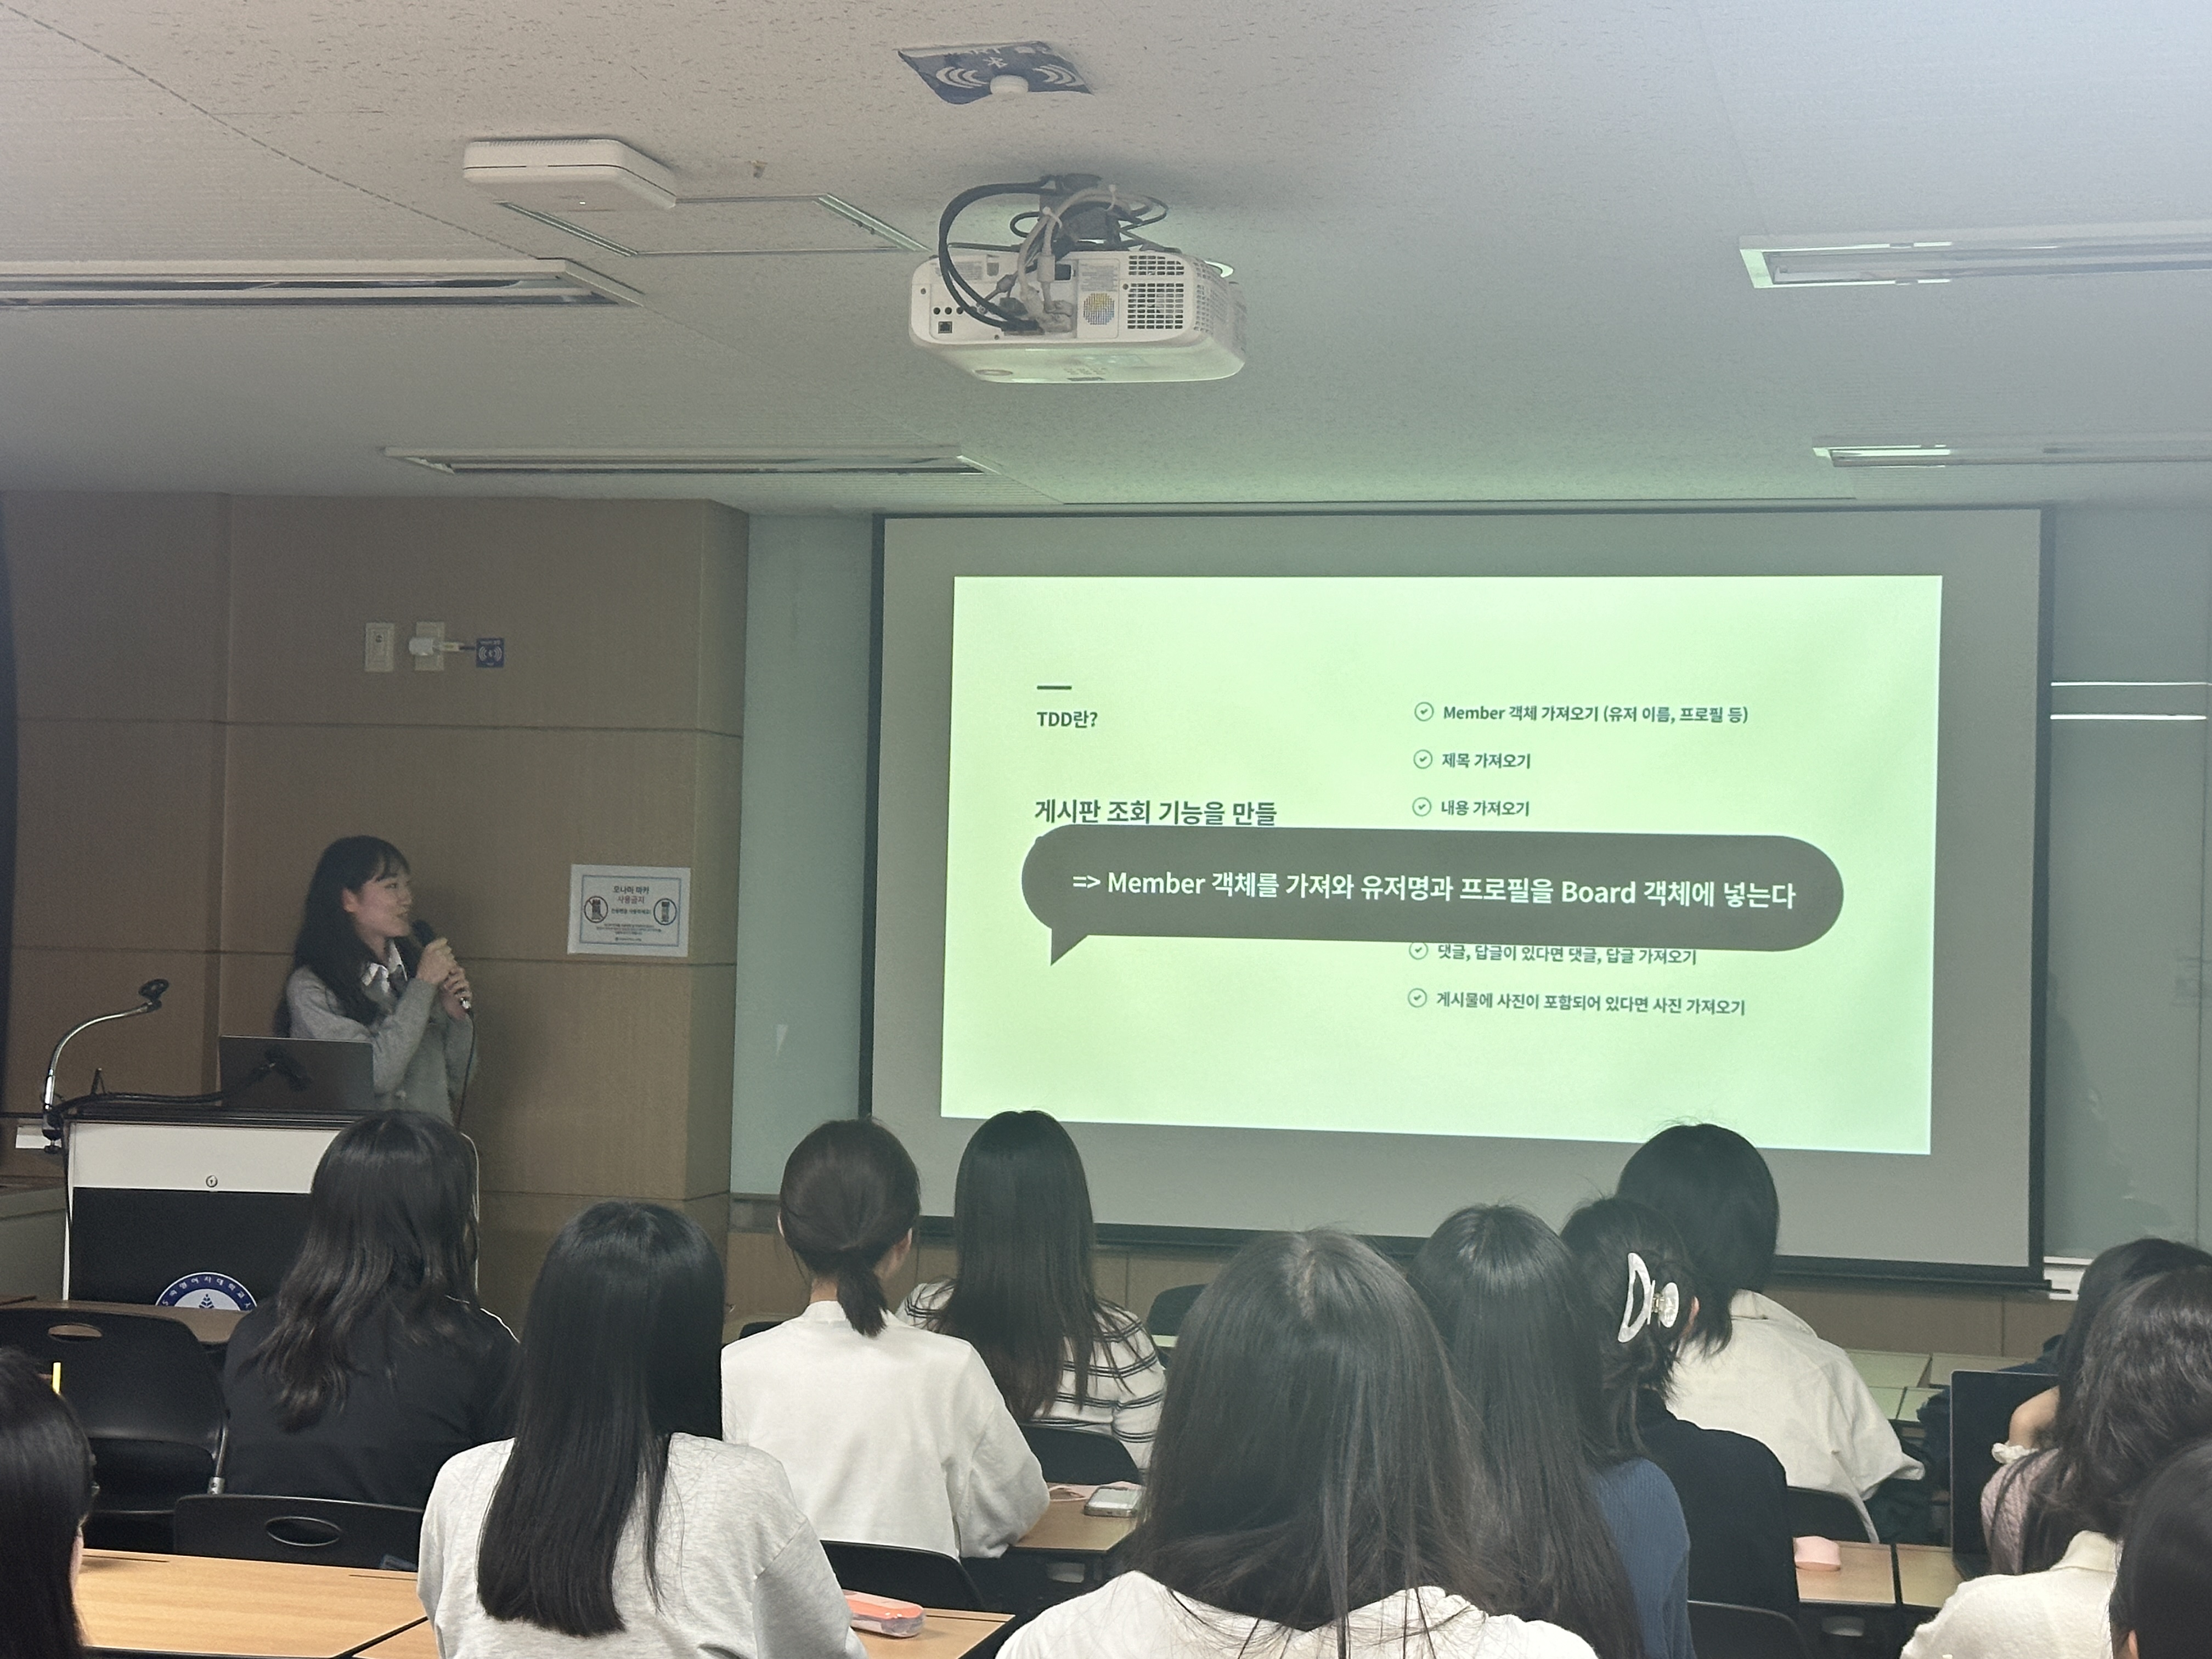 TDD란?
게시판 조회 기능을 만들
Member 객체 가져오기 (유저 이름, 프로필 등)
제목 가져오기
내용 가져오기
=> Member 객체를 가져와 유저명과 프로필을 Board 객체에 넣는다
댓글, 답글이 있다면 댓글, 답글 가져오기
게시물에 사진이 포함되어 있다면 사진 가져오기
사용금지